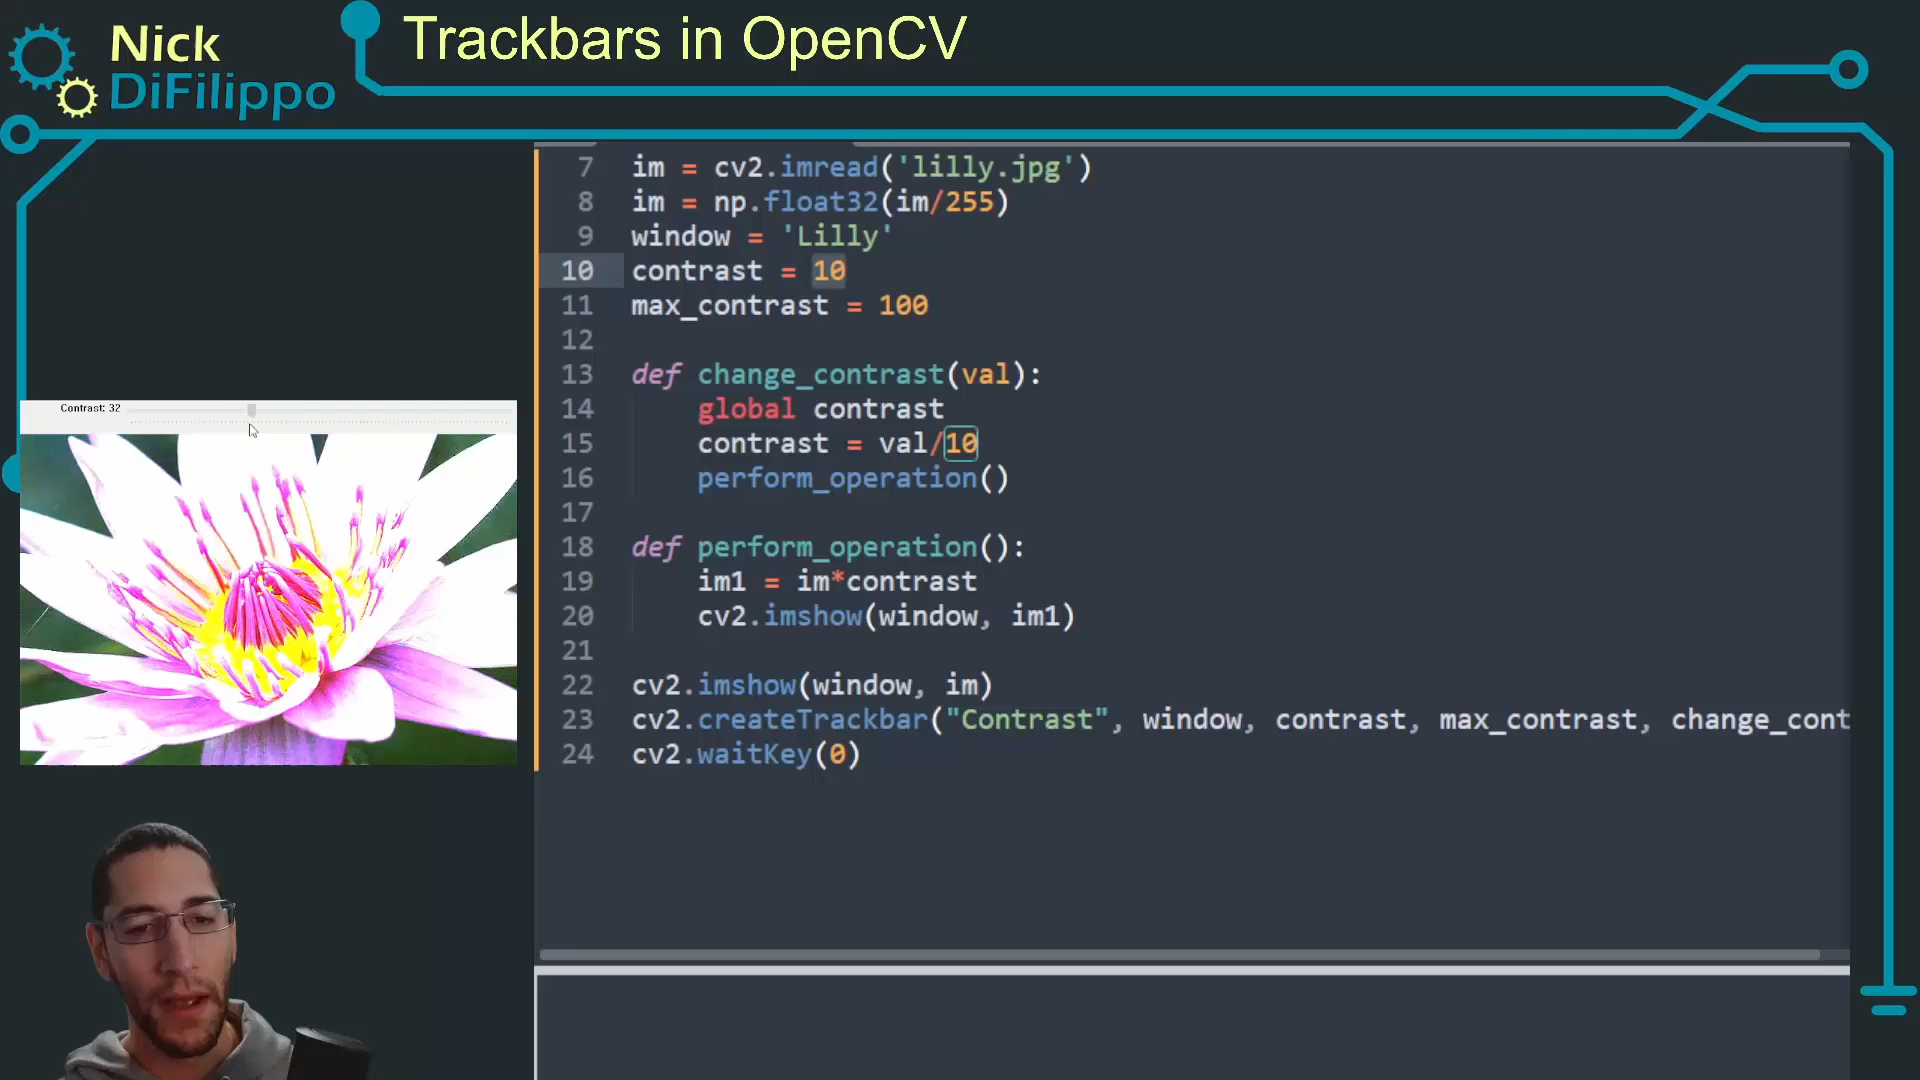 Nick
DiFilippo
Trackbars in OpenCV
Contrast: 32
7 im = cv2.imread('lilly.jpg')
8 im = np.float32(im/255)
9 window = 'Lilly'
10 contrast = 10
11 max_contrast = 100
12
13 def change_contrast(val):
14 global contrast
15 contrast = val/10
16 perform_operation()
17
18 def perform_operation():
19 im1 = im*contrast
20 cv2.imshow(window, im1)
21
22 cv2.imshow(window, im)
23 cv2.createTrackbar("Contrast", window, contrast, max_contrast, change_cont
24 cv2.waitKey(0)